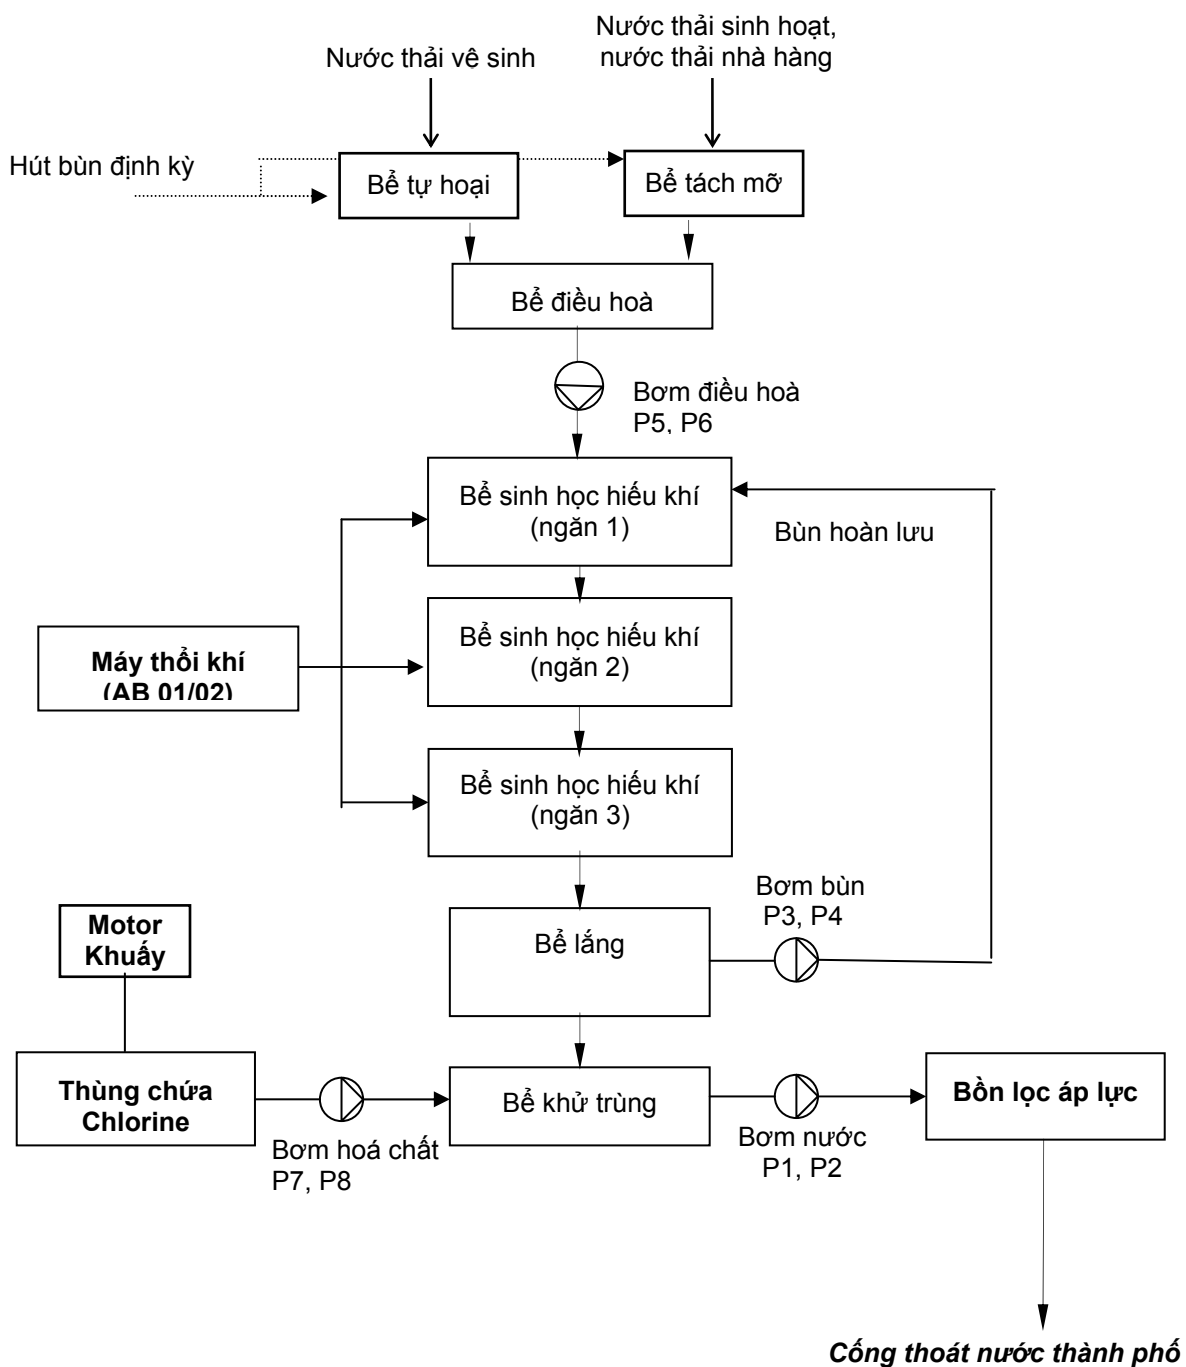 Nước thải sinh hoạt,
nước thải nhà hàng
Nước thải vê sinh
Hút bùn định kỳ
Bể tự hoại
Bể tách mỡ
Bể điều hoà
Bơm điều hoà
P5, P6
Bể sinh học hiếu khí
(ngăn 1)
Bùn hoàn lưu
Bể sinh học hiếu khí
(ngăn 2)
Máy thổi khí
(AB 01/02)
Bể sinh học hiếu khí
(ngăn 3)
Bơm bùn
P3, P4
Motor
Khuấy
Bể lắng
Thùng chứa
Chlorine
Bể khử trùng
Bồn lọc áp lực
Bơm hoá chất
P7, P8
Bơm nước
P1, P2
Cống thoát nước thành phố